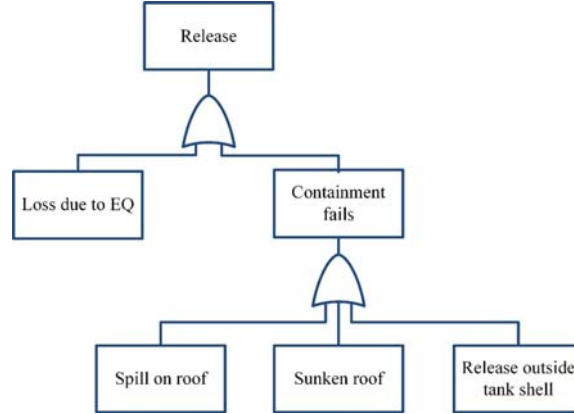 Release
Loss due to EQ
Containment
fails
Spill on roof
Sunken roof
Release outside
tank shell